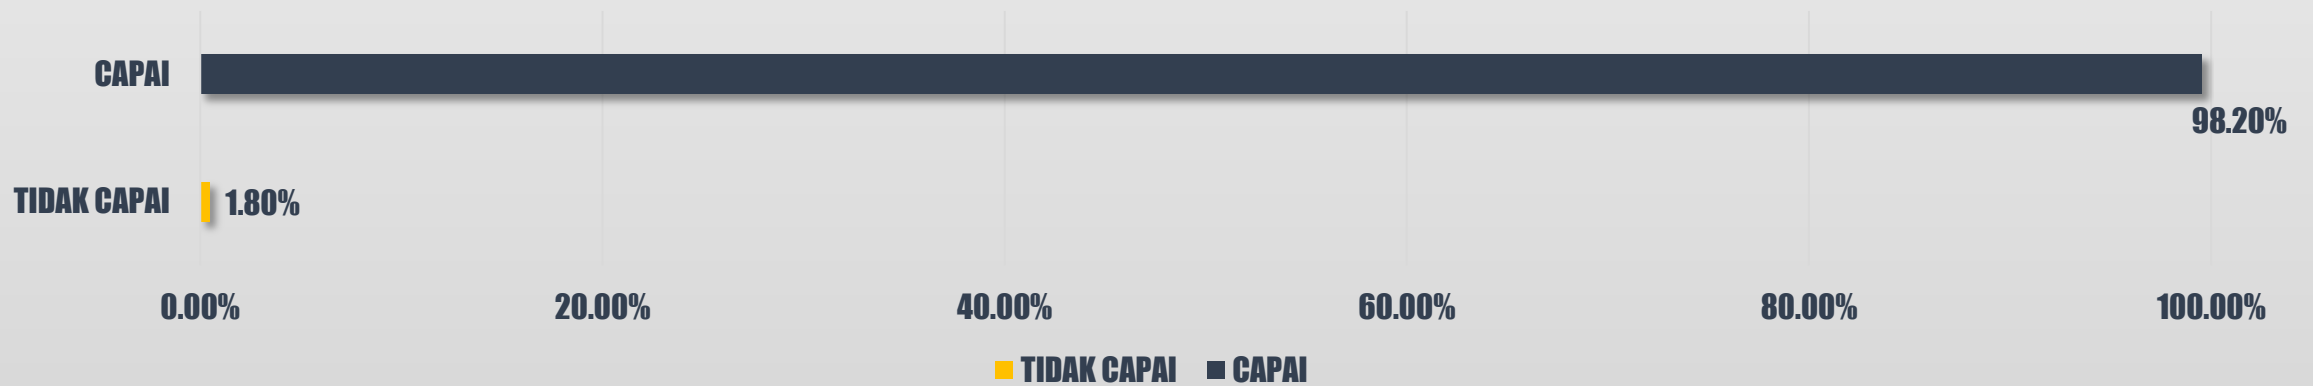 CAPAI
98.20%
TIDAK CAPAI
1.80%
0.00% 20.00% 40.00% 60.00% 80.00% 100.00%
TIDAK CAPAI CAPAI